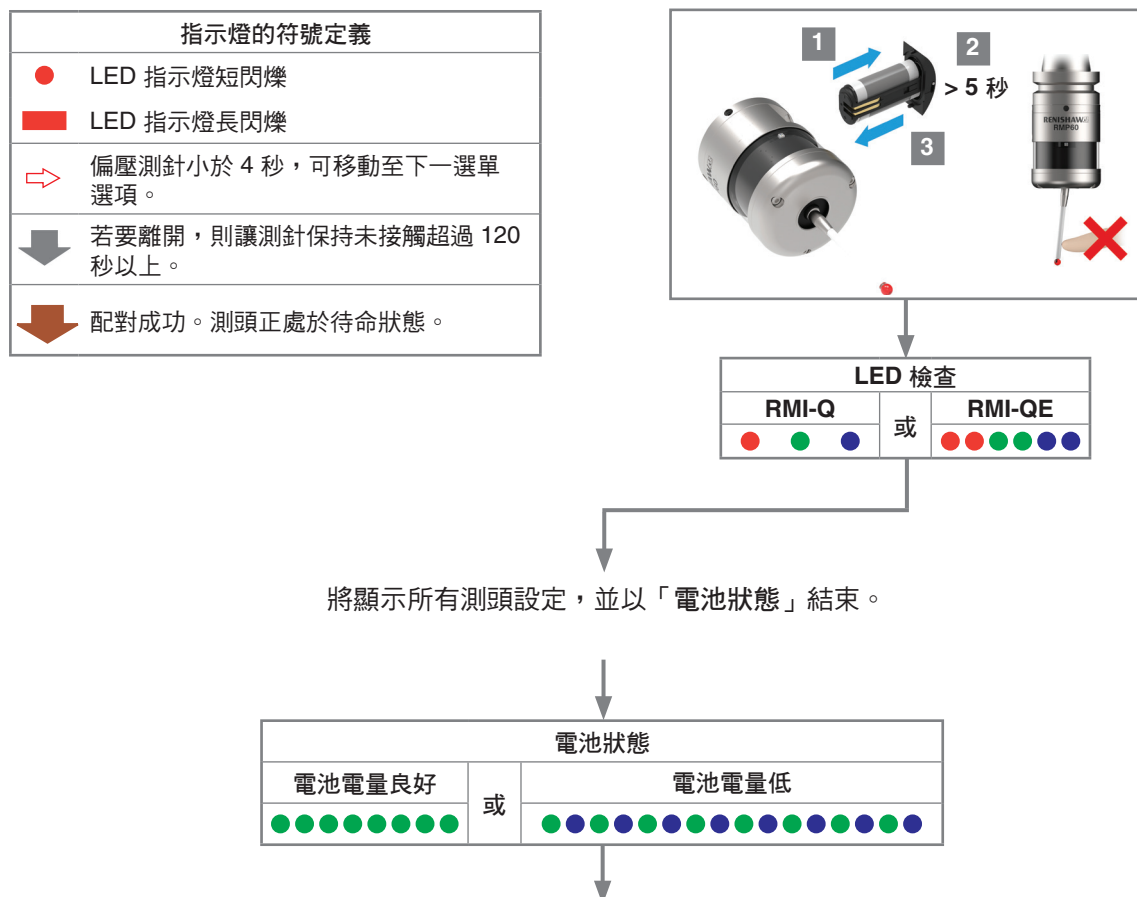 指示燈的符號定義
LED 指示燈短閃爍
LED 指示燈長閃爍
偏壓測針小於 4 秒,可移動至下一選單
選項。
若要離開,則讓測針保持未接觸超過 120
秒以上。
配對成功。測頭正處於待命狀態。
1
2
> 5 秒
3
RENISHAW
RMP60
LED 檢查
RMI-Q
或
RMI-QE
將顯示所有測頭設定,並以「電池狀態」結束。
電池狀態
電池電量良好
或
電池電量低